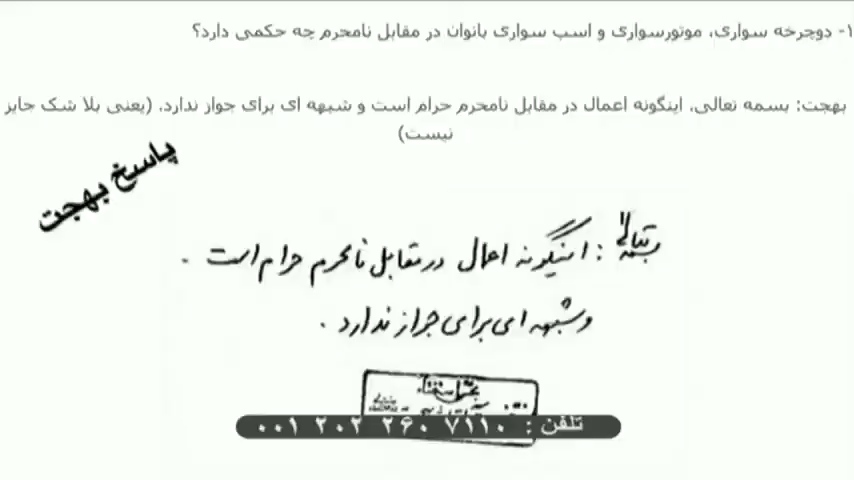 ۱- دوچرخه سواری، موتورسواری و اسب سواری بانوان در مقابل نامحرم چه حکمی دارد؟
بهجت: بسمه تعالی، اینگونه اعمال در مقابل نامحرم حرام است و شبهه ای برای جواز ندارد. (یعنی بلا شک جایز
نیست)
پاسخ بهجت
بسمه تعالی : اینگونه اعمال در مقابل نامحرم حرام است .
و شبهه ای برای جواز ندارد .
تلفن : ۷۱۱۰ ۲۶۰ ۲۰۲ ۰۰۱